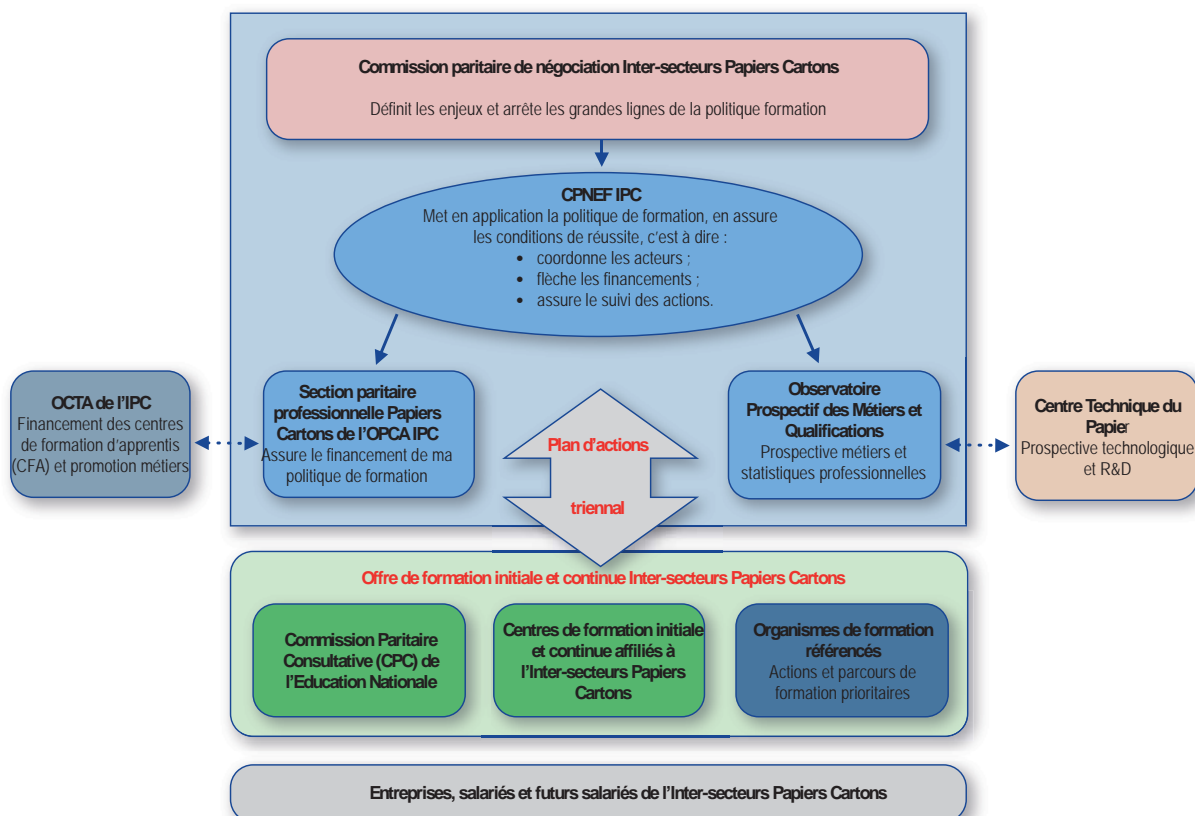 Commission paritaire de négociation Inter-secteurs Papiers Cartons
Définit les enjeux et arrête les grandes lignes de la politique formation
CPNEF IPC
Met en application la politique de formation, en assure
les conditions de réussite, c'est à dire :
• coordonne les acteurs ;
• flèche les financements ;
• assure le suivi des actions.
OCTA de l'IPC
Financement des centres
de formation d'apprentis
(CFA) et promotion métiers
Section paritaire
professionnelle Papiers
Cartons de l'OPCA IPC
Assure le financement de ma
politique de formation
Plan d'actions
triennal
Observatoire
Prospectif des Métiers et
Qualifications
Prospective métiers et
statistiques professionnelles
Centre Technique du
Papier
Prospective technologique
et R&D
Offre de formation initiale et continue Inter-secteurs Papiers Cartons
Commission Paritaire
Consultative (CPC) de
l'Education Nationale
Centres de formation initiale
et continue affiliés à
l'Inter-secteurs Papiers
Cartons
Organismes de formation
référencés
Actions et parcours de
formation prioritaires
Entreprises, salariés et futurs salariés de l'Inter-secteurs Papiers Cartons